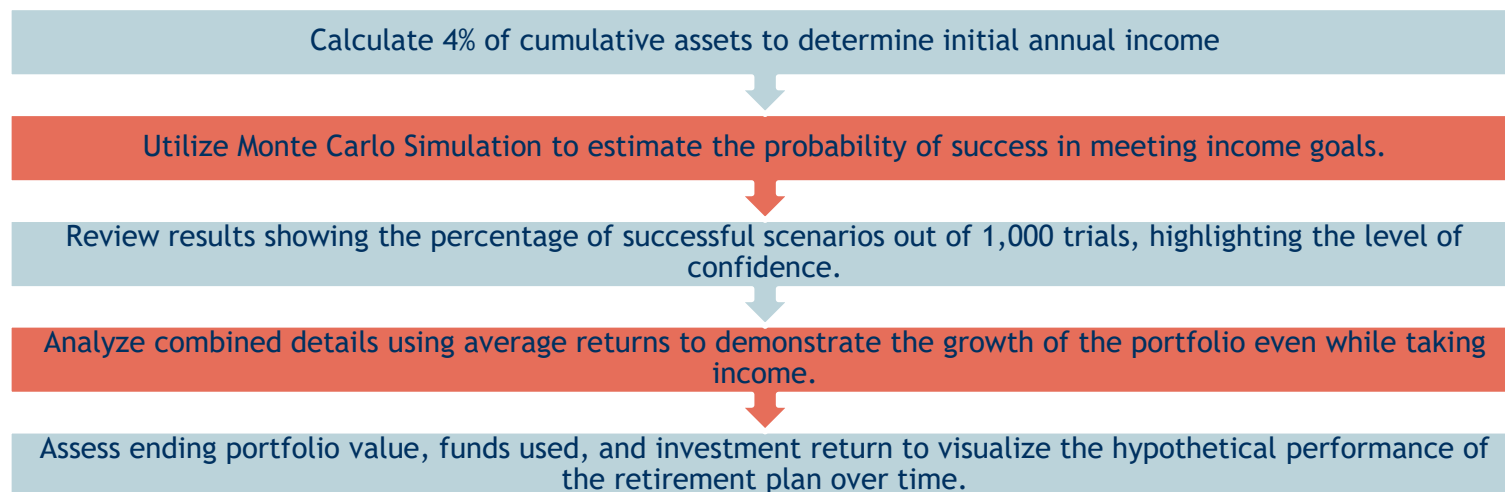 Calculate 4% of cumulative assets to determine initial annual income
Utilize Monte Carlo Simulation to estimate the probability of success in meeting income goals.
Review results showing the percentage of successful scenarios out of 1,000 trials, highlighting the level of
confidence.
Analyze combined details using average returns to demonstrate the growth of the portfolio even while taking
income.
Assess ending portfolio value, funds used, and investment return to visualize the hypothetical performance of
the retirement plan over time.